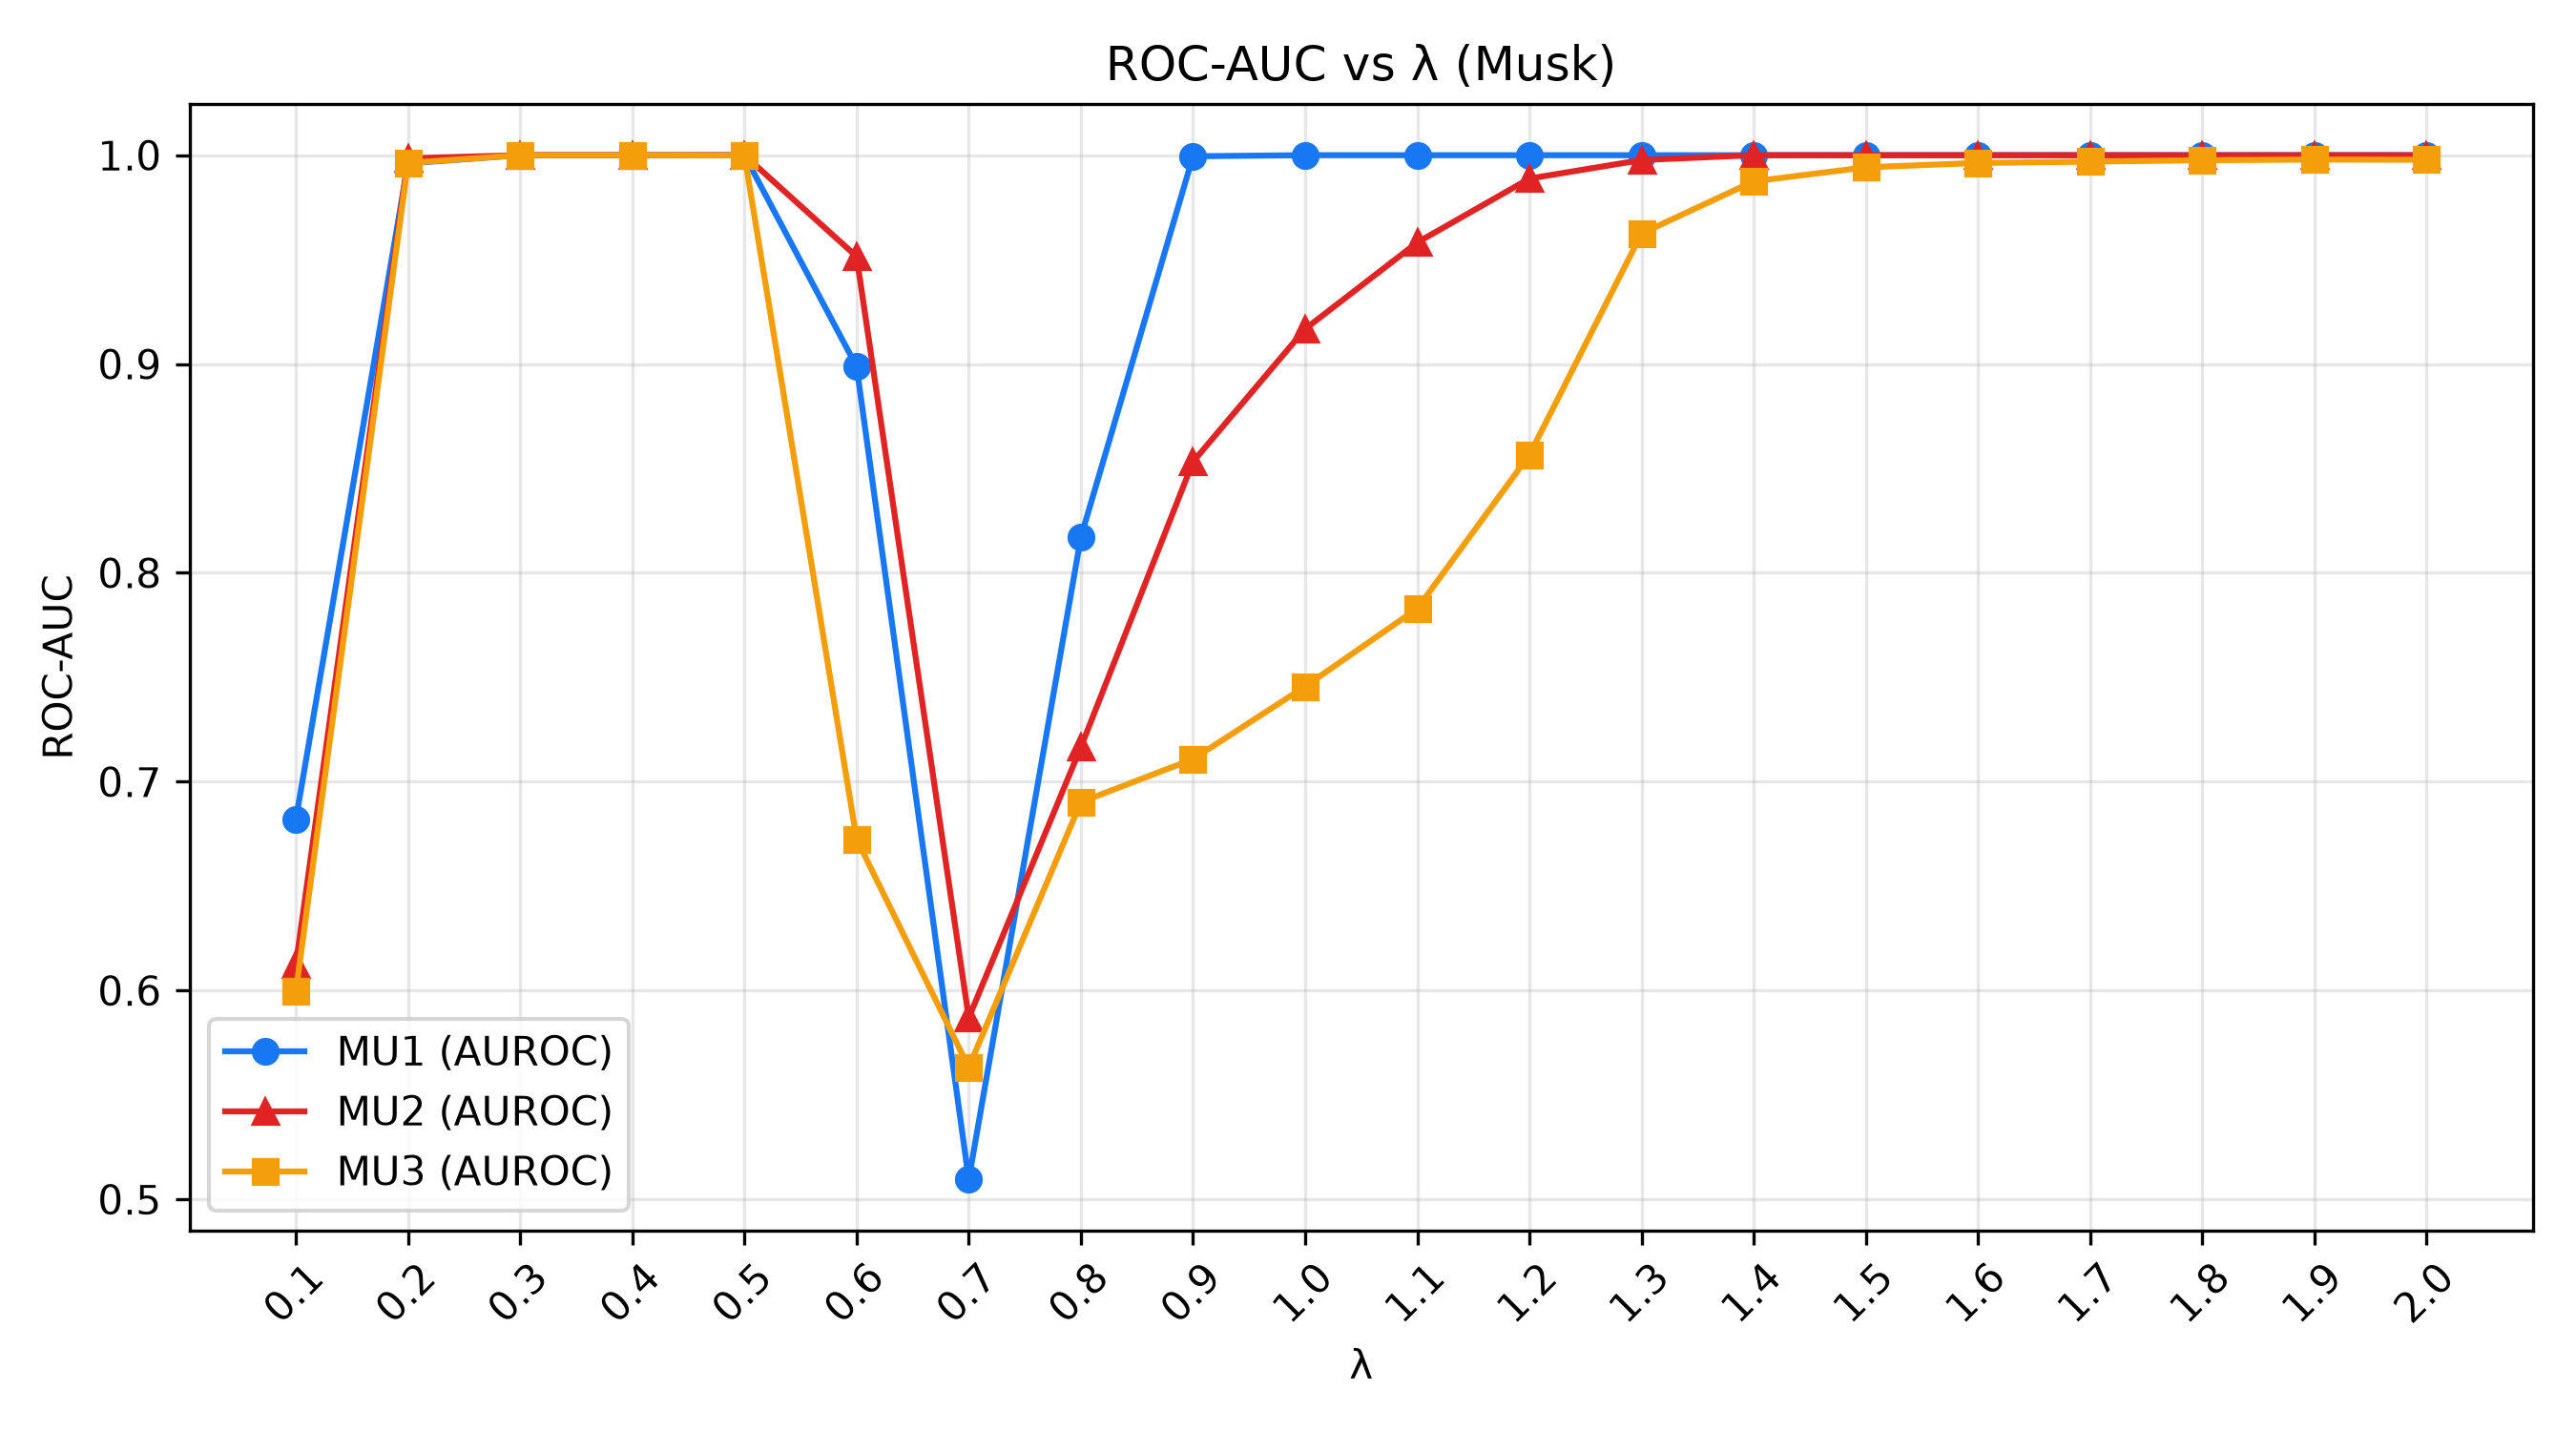 ROC-AUC vs λ (Musk)
ROC-AUC
1.0
0.9
0.8
0.7
0.6
0.5
MU1 (AUROC)
MU2 (AUROC)
MU3 (AUROC)
0.1 0.2 0.3 0.4 0.5 0.6 0.7 0.8 0.9 1.0 1.1 1.2 1.3 1.4 1.5 1.6 1.7 1.8 1.9 2.0
λ